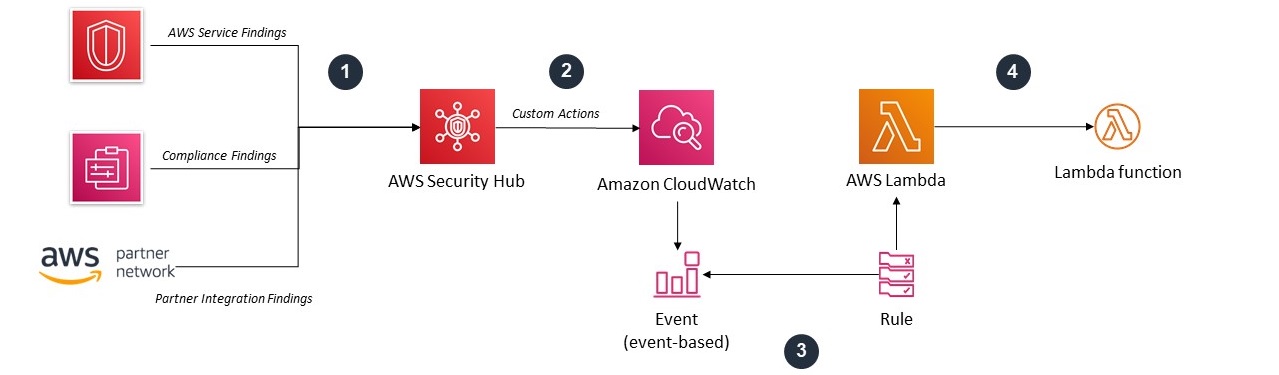 AWS Service Findings
1
2
4
Custom Actions
Compliance Findings
AWS Security Hub
Amazon CloudWatch
AWS Lambda
Lambda function
aws partner
network
Partner Integration Findings
Event
(event-based)
Rule
3